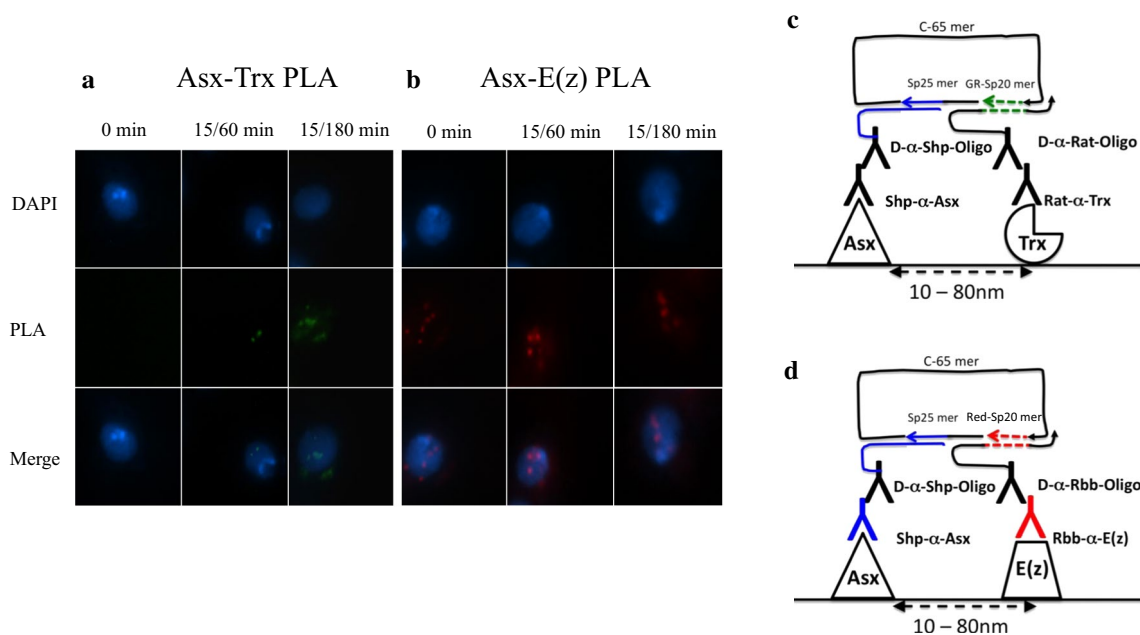 a Asx-Trx PLA
0 min 15/60 min 15/180 min
b Asx-E(z) PLA
0 min 15/60 min 15/180 min
DAPI
PLA
Merge
c
C-65 mer
Sp25 mer GR-Sp20 mer
D-α-Shp-Oligo D-α-Rat-Oligo
Shp-α-Asx Rat-α-Trx
Asx Trx
10 – 80nm
d
C-65 mer
Sp25 mer Red-Sp20 mer
D-α-Shp-Oligo D-α-Rbb-Oligo
Shp-α-Asx Rbb-α-E(z)
Asx E(z)
10 – 80nm